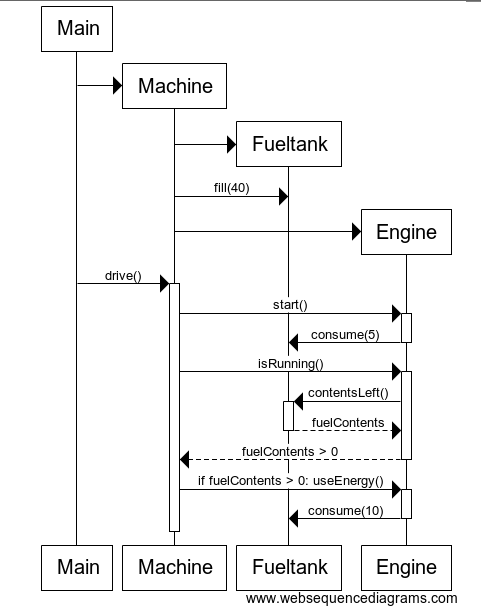 Main
Machine
Fueltank
fill(40)
Engine
drive()
start()
consume(5)
isRunning()
contentsLeft()
fuelContents
fuelContents > 0
if fuelContents > 0: useEnergy()
consume(10)
Main Machine Fueltank Engine
www.websequencediagrams.com